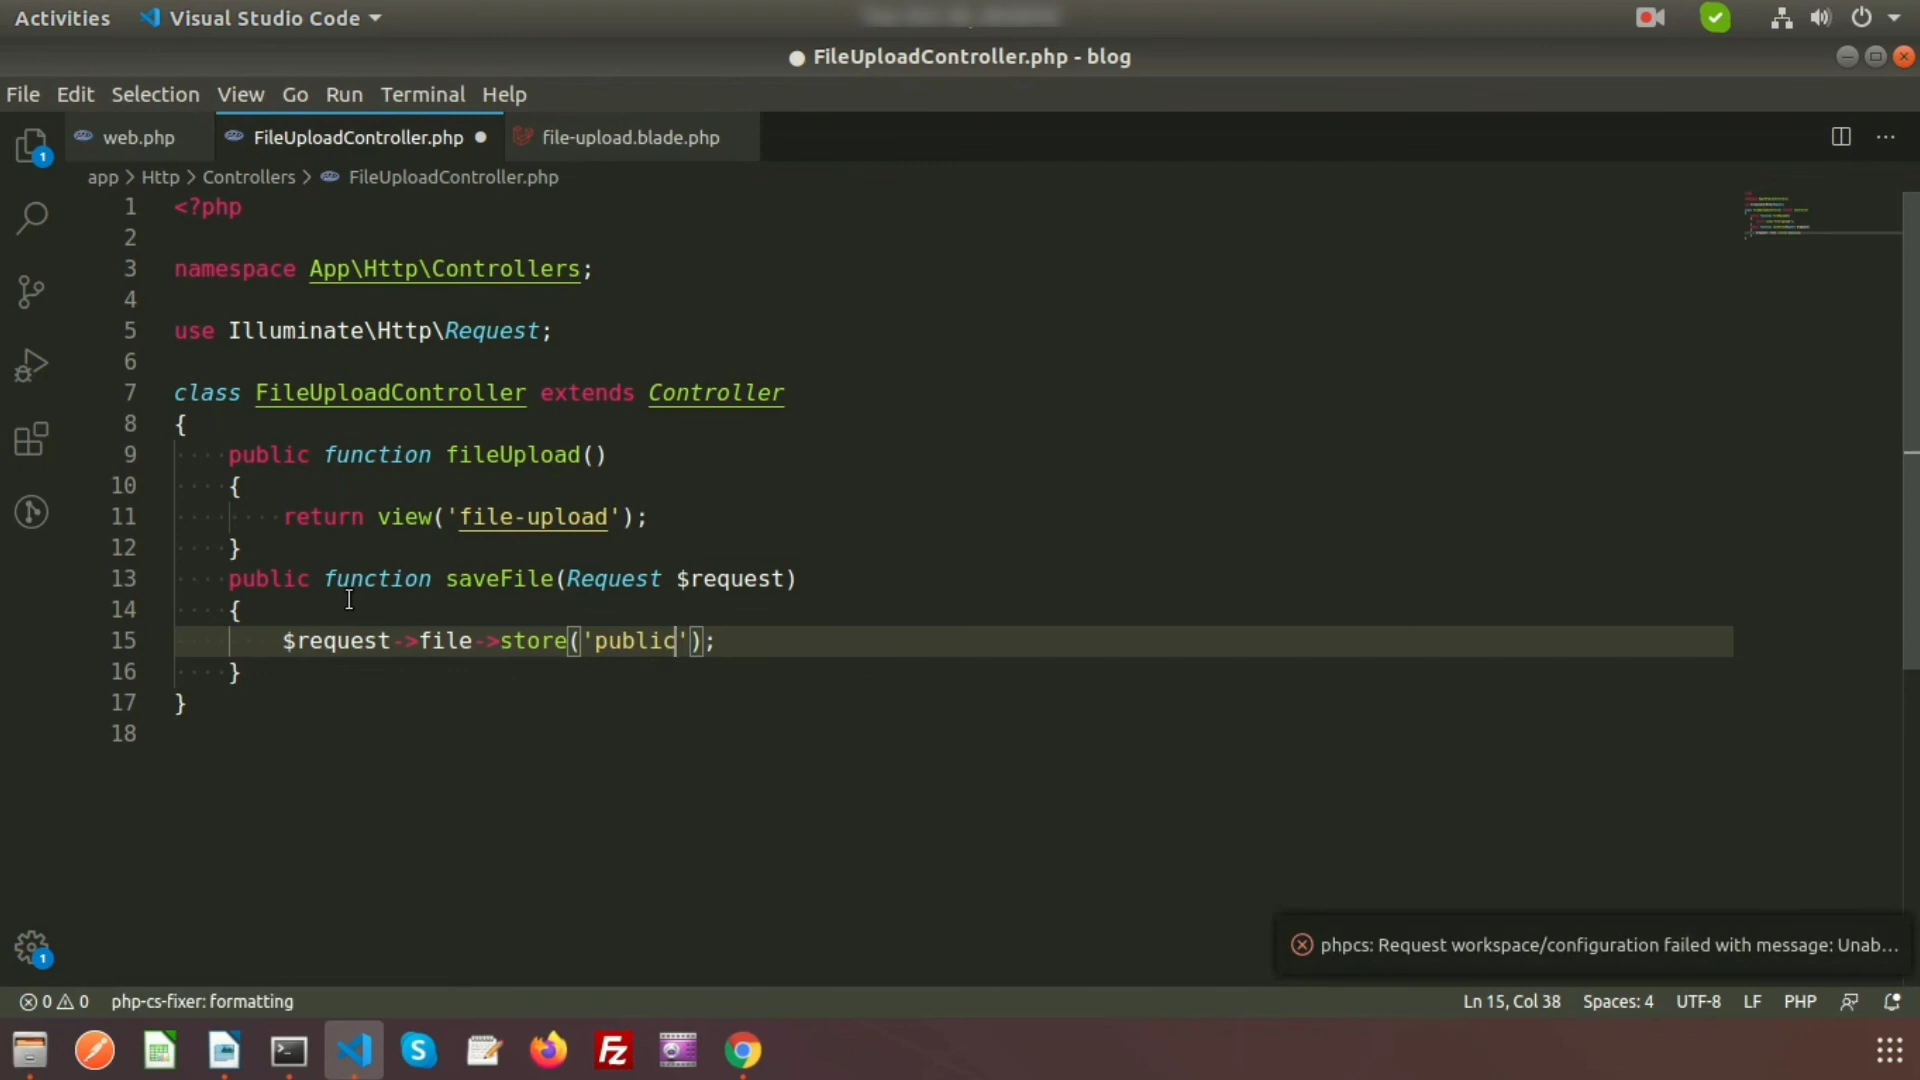 Activities Visual Studio Code
FileUploadController.php - blog
File Edit Selection View Go Run Terminal Help
web.php FileUploadController.php file-upload.blade.php
app > Http > Controllers > FileUploadController.php
1 <?php
2
3 namespace App\Http\Controllers;
4
5 use Illuminate\Http\Request;
6
7 class FileUploadController extends Controller
8 {
9 public function fileUpload()
10 {
11 return view('file-upload');
12 }
13 public function saveFile(Request $request)
14 {
15 $request->file->store('public');
16 }
17 }
18
1
1
phpcs: Request workspace/configuration failed with message: Unab...
0 0 php-cs-fixer: formatting Ln 15, Col 38 Spaces: 4 UTF-8 LF PHP
S
FZ